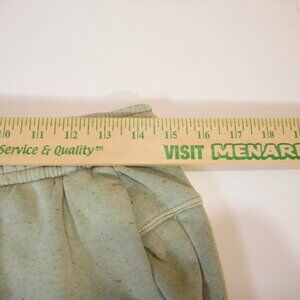 10 11 12 13 14 15 16 17 18
Service & Quality™ VISIT MENAR